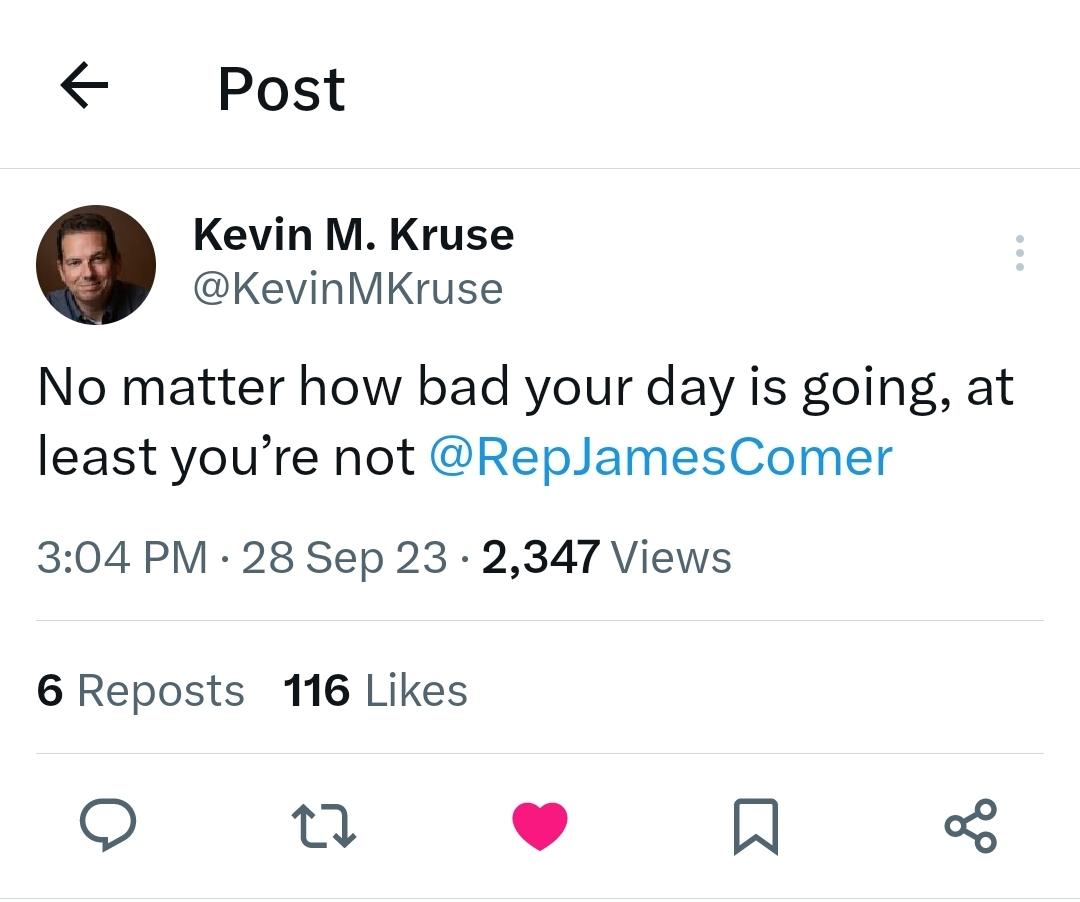 Post
Kevin M. Kruse
@KevinMKruse
No matter how bad your day is going, at
least you’re not @RepJamesComer
3:04 PM · 28 Sep 23 · 2,347 Views
6 Reposts 116 Likes